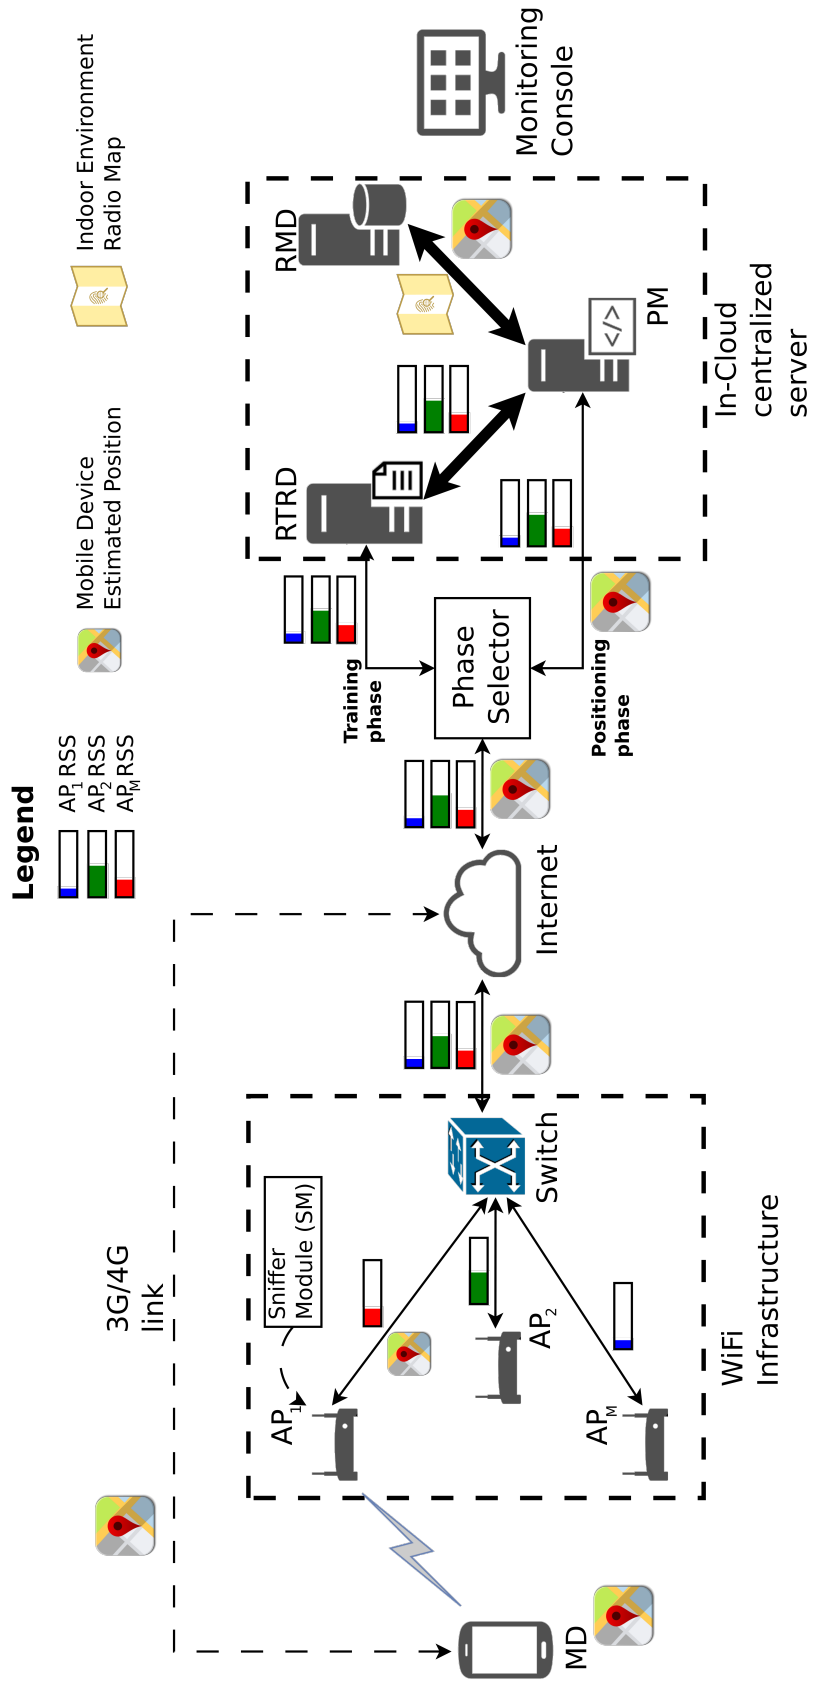 Legend
AP1 RSS
AP2 RSS
APM RSS
Mobile Device
Estimated Position
Indoor Environment
Radio Map
3G/4G
link
Sniffer
Module (SM)
AP1
AP2
APM
MD
Switch
WiFi
Infrastructure
Internet
Training
phase
Phase
Selector
Positioning
phase
RTRD
RMD
</>
PM
In-Cloud
centralized
server
Monitoring
Console